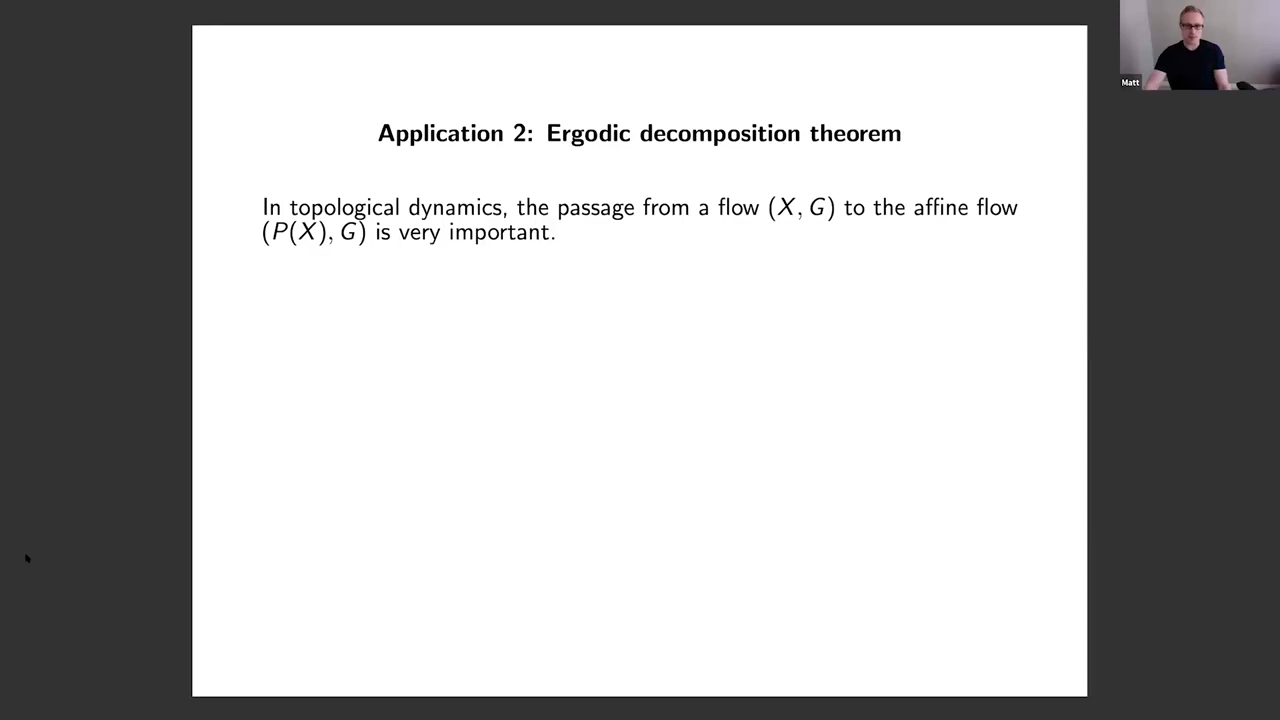 Matt
Application 2: Ergodic decomposition theorem
In topological dynamics, the passage from a flow (X, G) to the affine flow
(P(X), G) is very important.